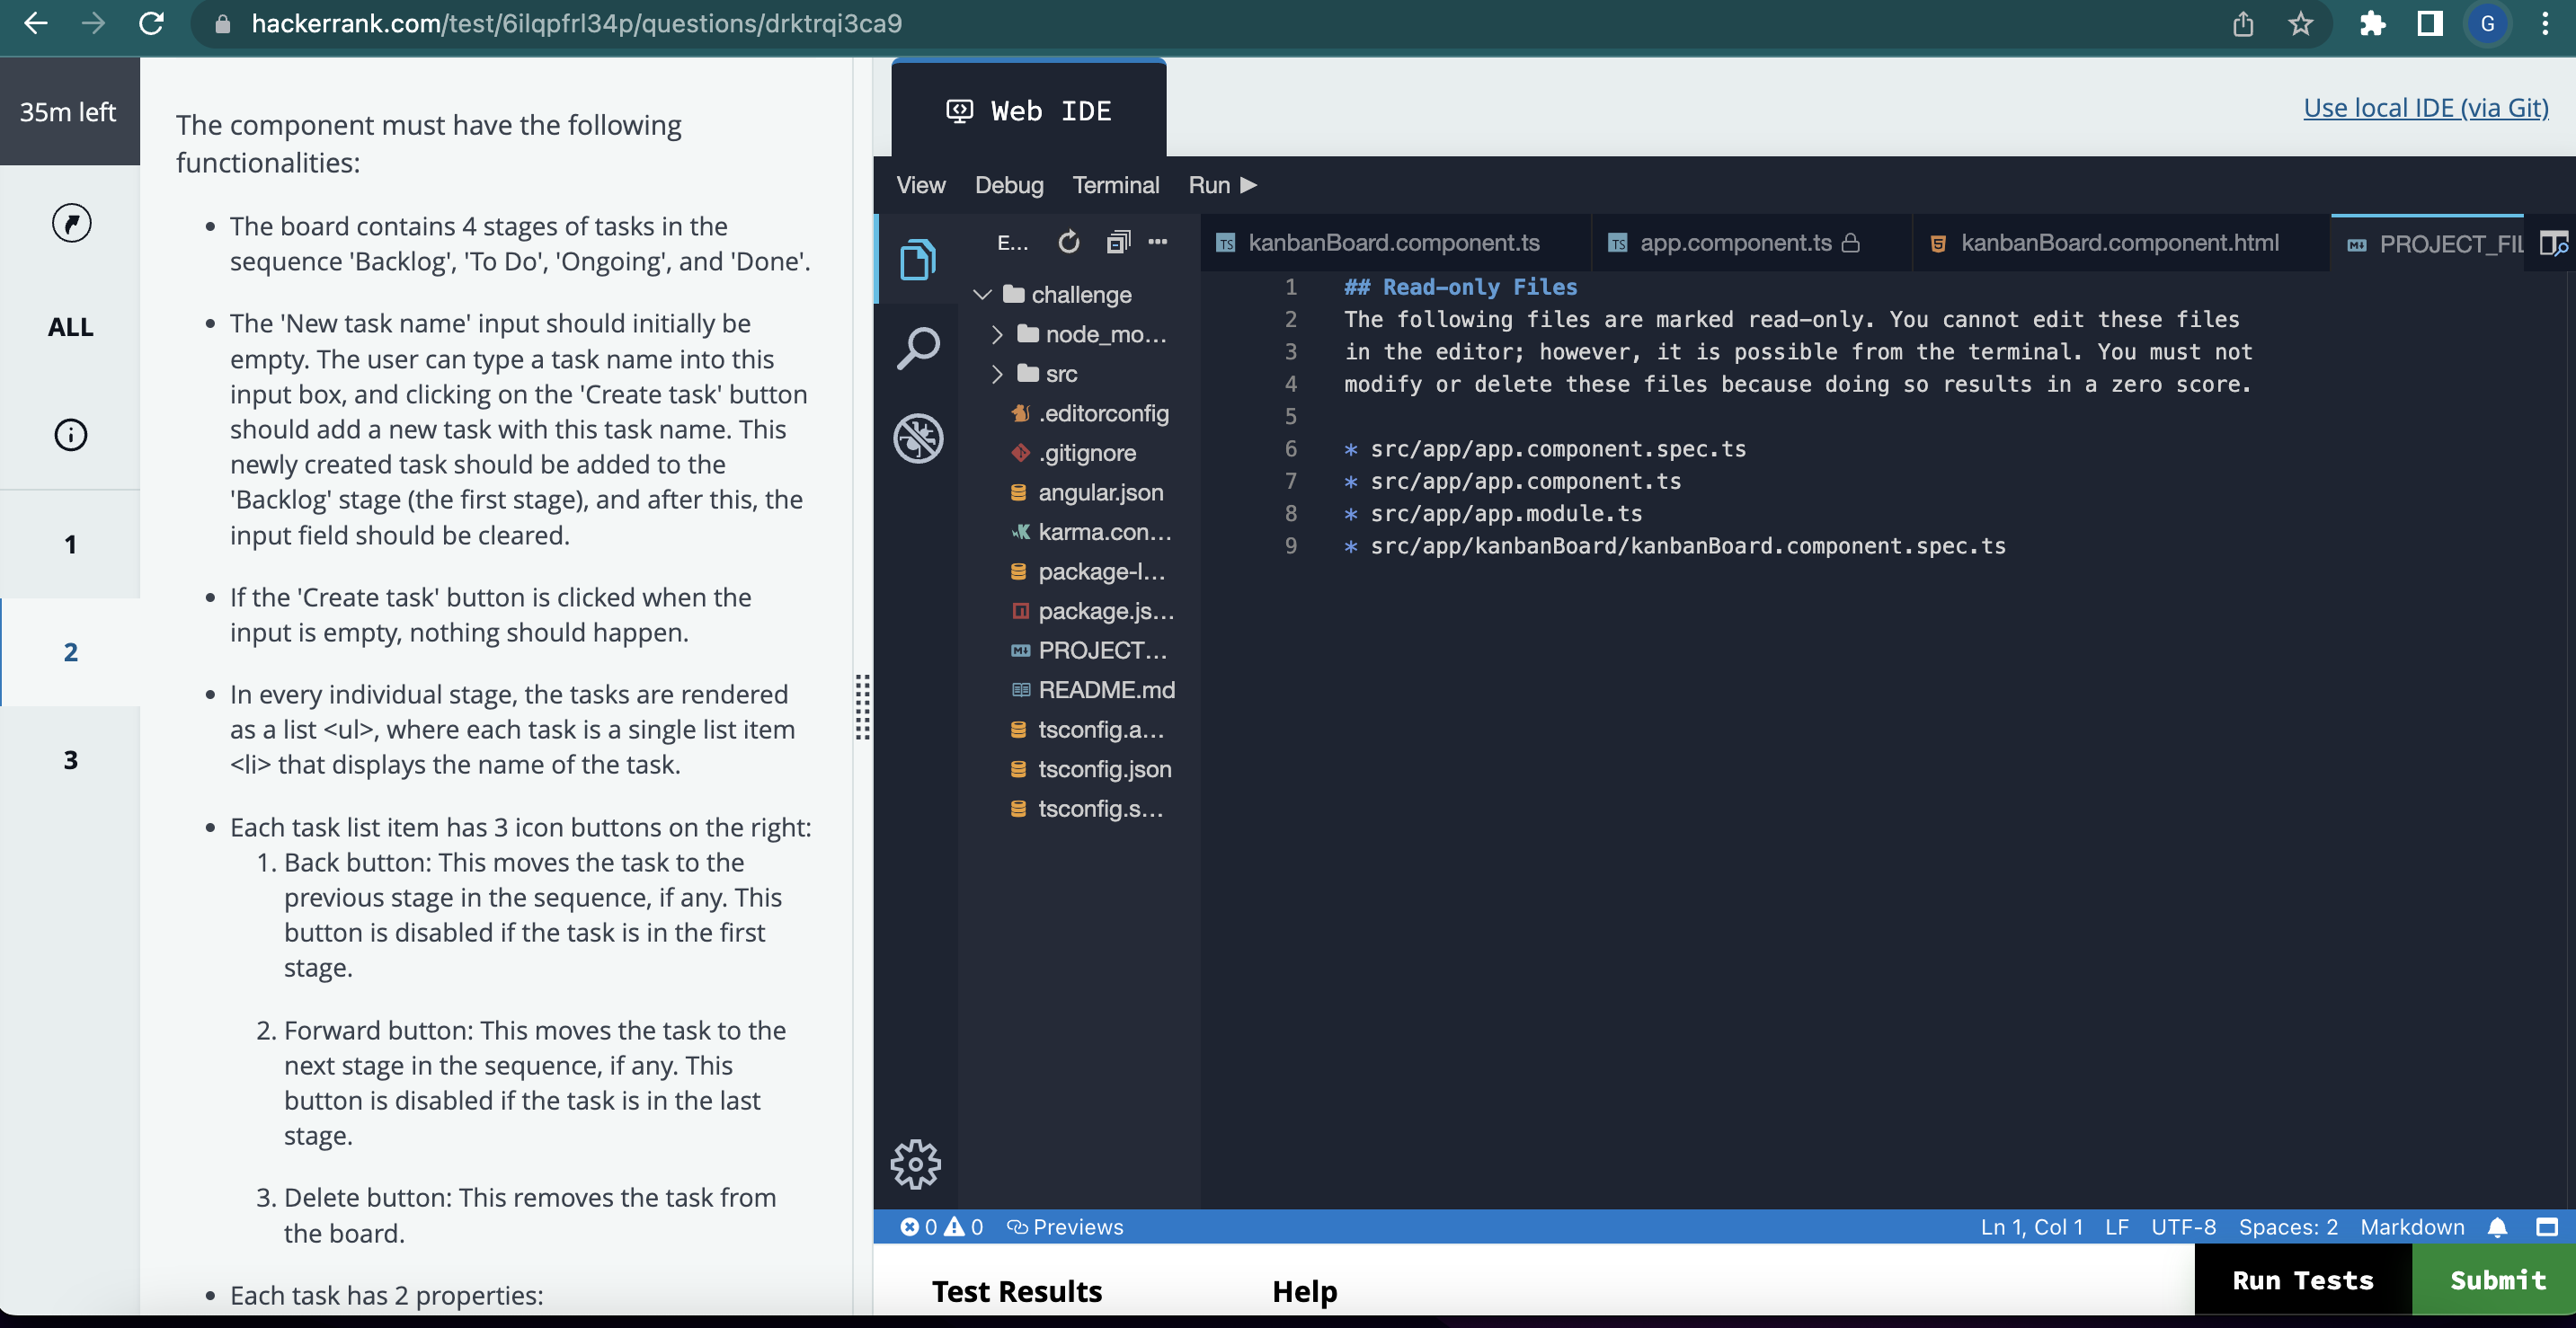 hackerrank.com/test/6ilqpfrl34p/questions/drktrqi3ca9
G
35m left
ALL
1
2
3
The component must have the following
functionalities:
• The board contains 4 stages of tasks in the
sequence 'Backlog', 'To Do', 'Ongoing', and 'Done'.
• The 'New task name' input should initially be
empty. The user can type a task name into this
input box, and clicking on the 'Create task' button
should add a new task with this task name. This
newly created task should be added to the
'Backlog' stage (the first stage), and after this, the
input field should be cleared.
• If the 'Create task' button is clicked when the
input is empty, nothing should happen.
• In every individual stage, the tasks are rendered
as a list <ul>, where each task is a single list item
<li> that displays the name of the task.
• Each task list item has 3 icon buttons on the right:
1. Back button: This moves the task to the
previous stage in the sequence, if any. This
button is disabled if the task is in the first
stage.
2. Forward button: This moves the task to the
next stage in the sequence, if any. This
button is disabled if the task is in the last
stage.
3. Delete button: This removes the task from
the board.
• Each task has 2 properties:
Web IDE
Use local IDE (via Git)
View Debug Terminal Run
E...
challenge
node_mo...
src
.editorconfig
.gitignore
angular.json
karma.con...
package-l...
package.js...
PROJECT...
README.md
tsconfig.a...
tsconfig.json
tsconfig.s...
TS kanbanBoard.component.ts TS app.component.ts kanbanBoard.component.html PROJECT_FIL
1 ## Read-only Files
2 The following files are marked read-only. You cannot edit these files
3 in the editor; however, it is possible from the terminal. You must not
4 modify or delete these files because doing so results in a zero score.
5
6 * src/app/app.component.spec.ts
7 * src/app/app.component.ts
8 * src/app/app.module.ts
9 * src/app/kanbanBoard/kanbanBoard.component.spec.ts
0 0 Previews
Ln 1, Col 1 LF UTF-8 Spaces: 2 Markdown
Test Results Help
Run Tests Submit